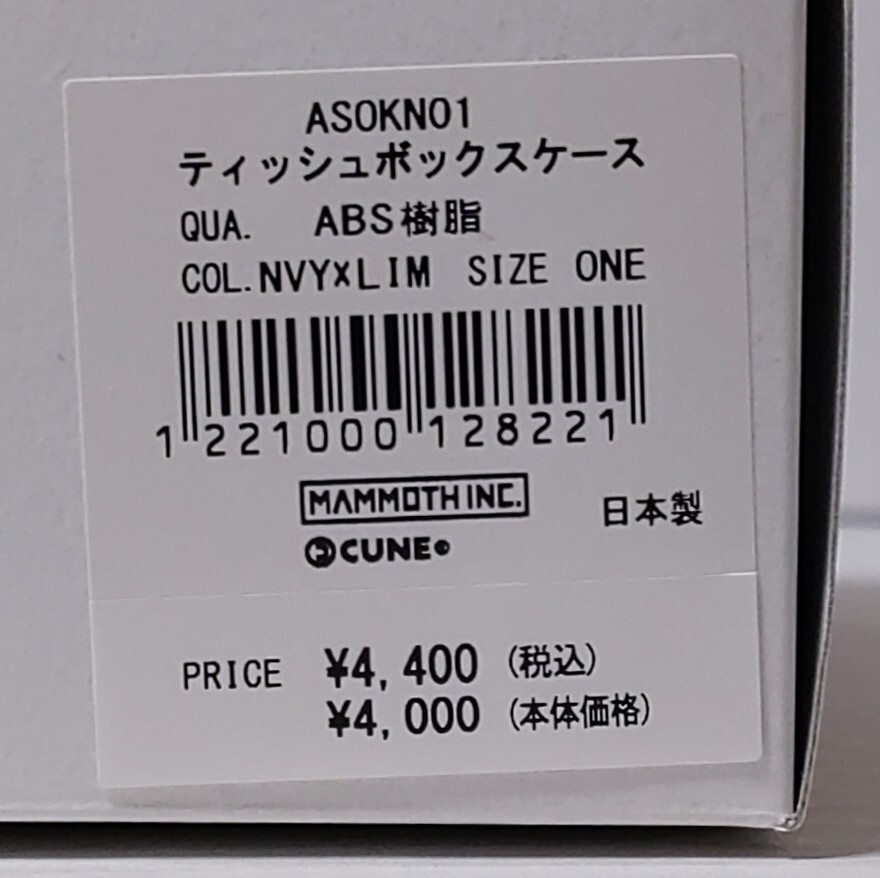 ASOKN01
ティッシュボックスケース
QUA. ABS樹脂
COL.NVY×LIM SIZE ONE
1 221000 128221
MAMMOTH INC.
日本製
CUNE
PRICE ¥4,400 (税込)
¥4,000 (本体価格)